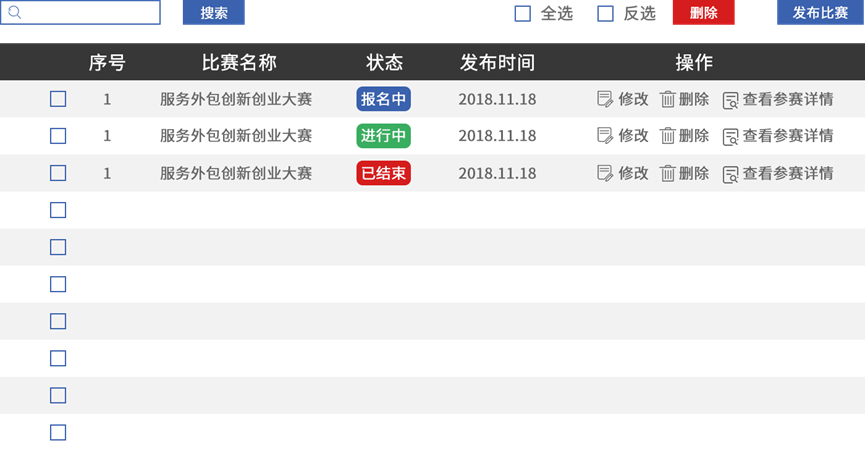 搜索 全选 反选 删除 发布比赛
序号 比赛名称 状态 发布时间 操作
1 服务外包创新创业大赛 报名中 2018.11.18 修改 删除 查看参赛详情
1 服务外包创新创业大赛 进行中 2018.11.18 修改 删除 查看参赛详情
1 服务外包创新创业大赛 已结束 2018.11.18 修改 删除 查看参赛详情